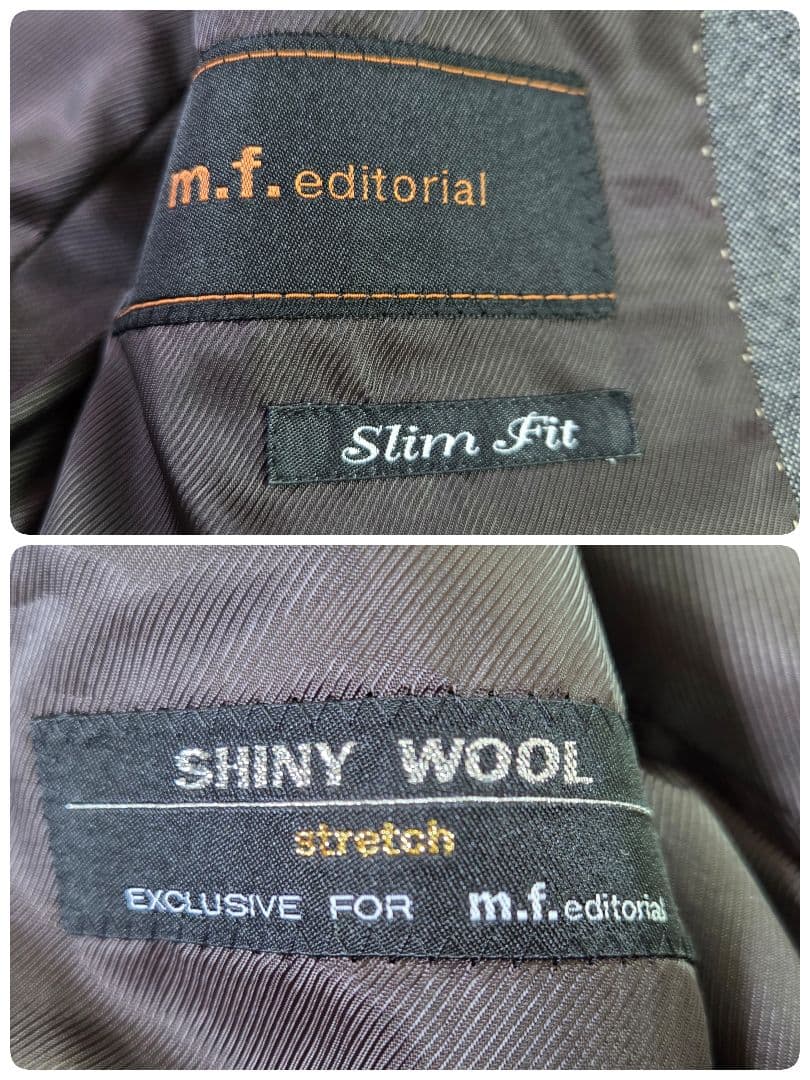 m.f. editorial
Slim Fit
SHINY WOOL
stretch
EXCLUSIVE FOR m.f. editorial